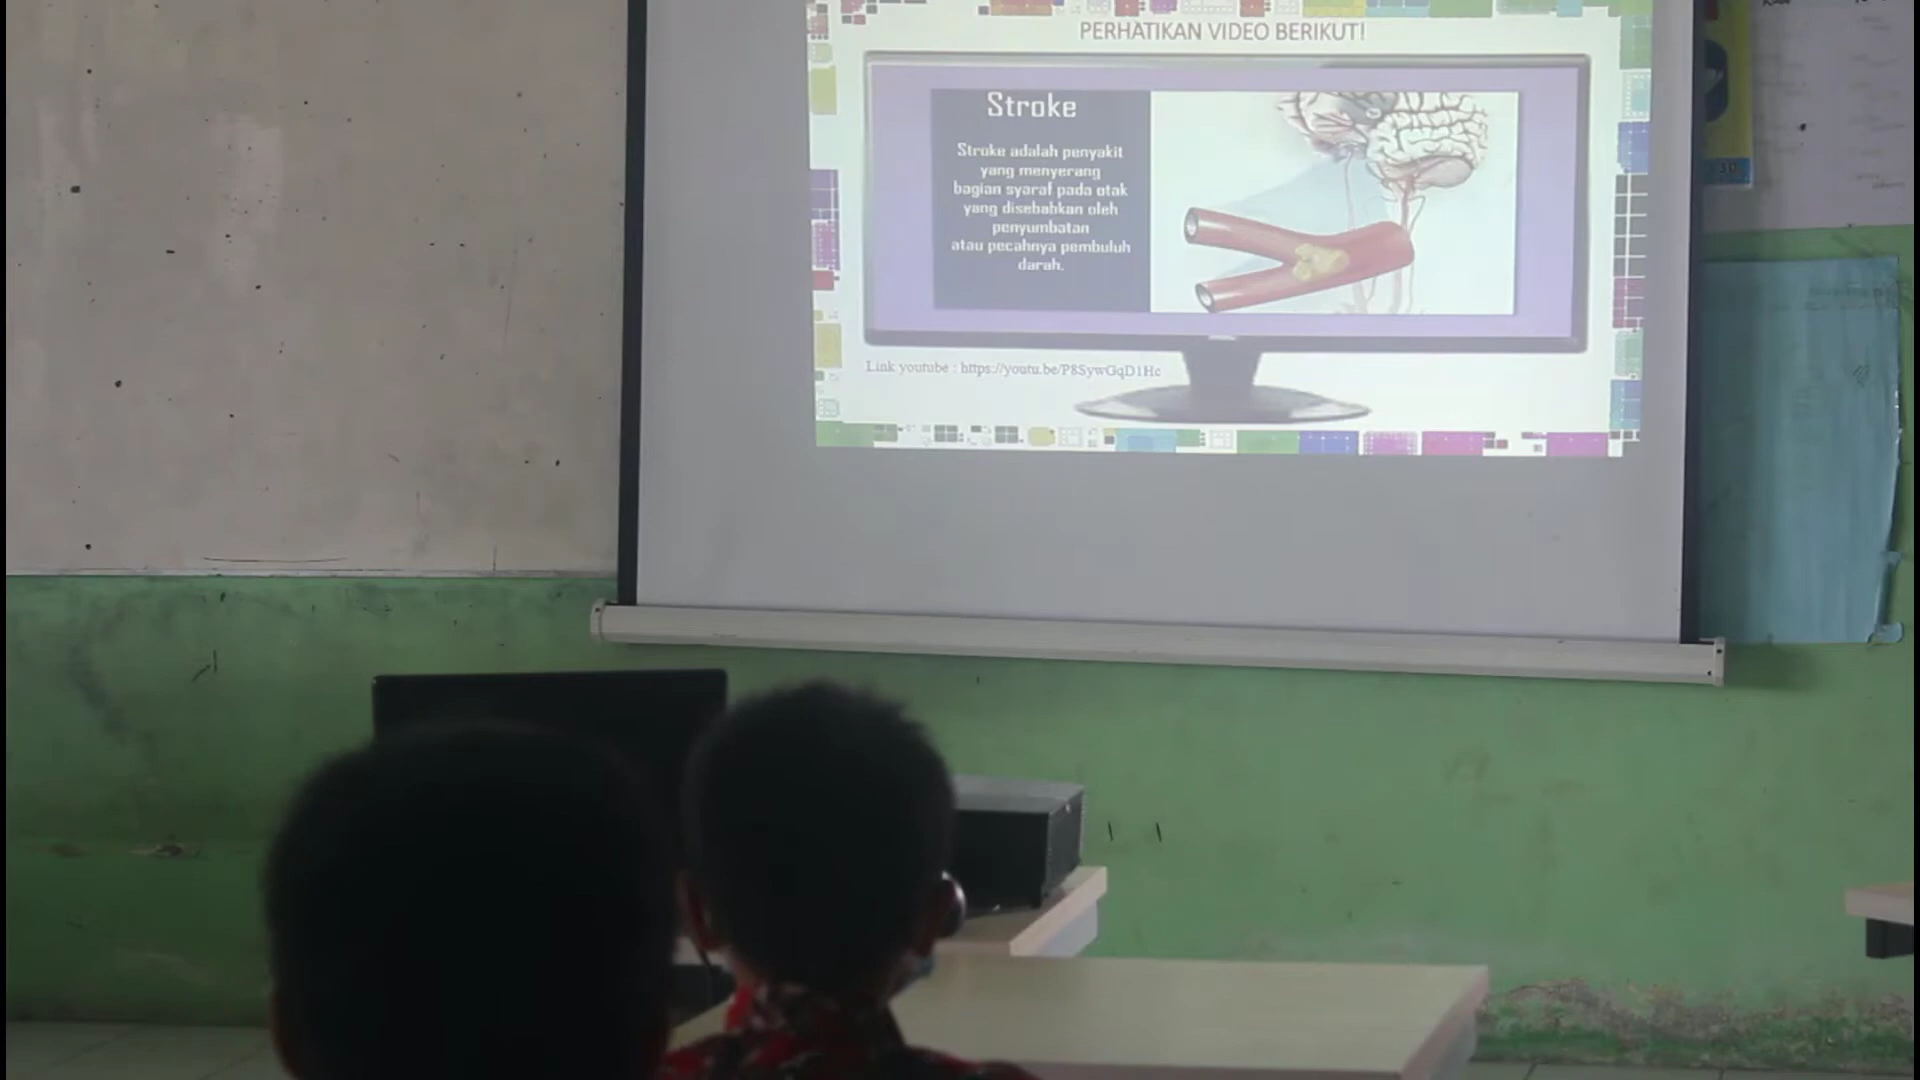 PERHATIKAN VIDEO BERIKUT!
Stroke
Stroke adalah penyakit
yang menyerang
bagian syaraf pada otak
yang disebabkan oleh
penyumbatan
atau pecahnya pembuluh
darah.
Link youtube : https://youtu.be/P8SywGqD1Hc